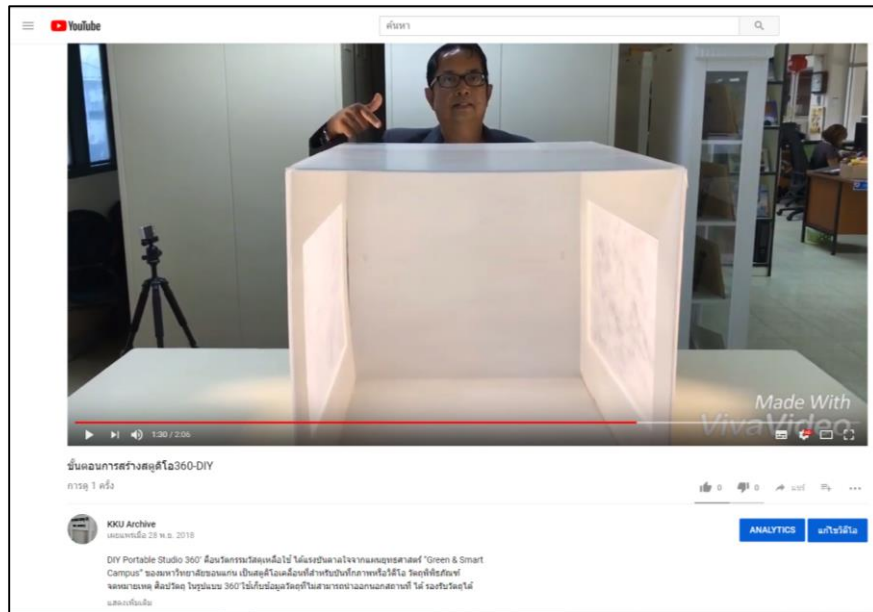 YouTube
ค้นหา
Made With
VivaVideo
1:30 / 2:06
ขั้นตอนการสร้างสตูดิโอ360-DIY
การดู 1 ครั้ง
0 0 แชร์
KKU Archive
เผยแพร่เมื่อ 28 พ.ย. 2018
ANALYTICS แก้ไขวิดีโอ
DIY Portable Studio 360' คือนวัตกรรมวัสดุเหลือใช้ ได้แรงบันดาลใจจากแผนยุทธศาสตร์ "Green & Smart
Campus" ของมหาวิทยาลัยขอนแก่น เป็นสตูดิโอเคลื่อนที่สำหรับบันทึกภาพหรือวิดีโอ วัตถุพิพิธภัณฑ์
จดหมายเหตุ ศิลปวัตถุ ในรูปแบบ 360'ใช้เก็บข้อมูลวัตถุที่ไม่สามารถนำออกนอกสถานที่ ได้ รองรับวัตถุได้
แสดงเพิ่มเติม